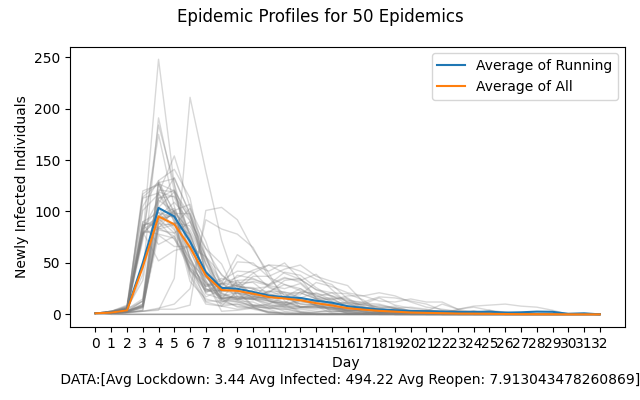 Epidemic Profiles for 50 Epidemics
250
200
150
100
50
0
Newly Infected Individuals
Average of Running
Average of All
0 1 2 3 4 5 6 7 8 9 10 11 12 13 14 15 16 17 18 19 20 21 22 23 24 25 26 27 28 29 30 31 32
Day
DATA:[Avg Lockdown: 3.44 Avg Infected: 494.22 Avg Reopen: 7.913043478260869]